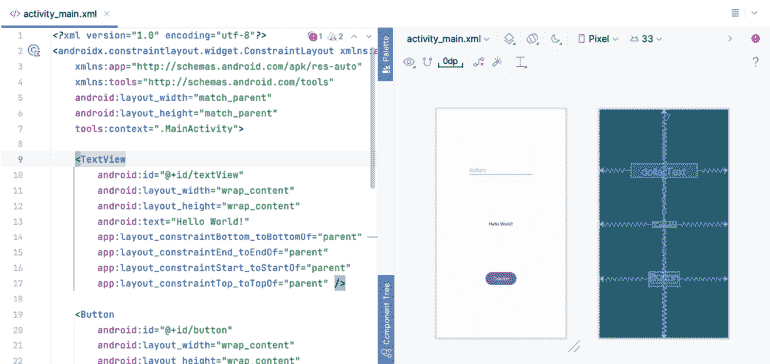 activity_main.xml
1 <?xml version="1.0" encoding="utf-8"?>
1 2
2 <androidx.constraintlayout.widget.ConstraintLayout xmlns:
3 xmlns:app="http://schemas.android.com/apk/res-auto"
4 xmlns:tools="http://schemas.android.com/tools"
5 android:layout_width="match_parent"
6 android:layout_height="match_parent"
7 tools:context=".MainActivity">
8
9 <TextView
10 android:id="@+id/textView"
11 android:layout_width="wrap_content"
12 android:layout_height="wrap_content"
13 android:text="Hello World!"
14 app:layout_constraintBottom_toBottomOf="parent"
15 app:layout_constraintEnd_toEndOf="parent"
16 app:layout_constraintStart_toStartOf="parent"
17 app:layout_constraintTop_toTopOf="parent" />
18
19 <Button
20 android:id="@+id/button"
21 android:layout_width="wrap_content"
22 android:layout_height="wrap_content"
Palette
Component Tree
activity_main.xml
Pixel
33
0dp
?
dollars
Hello World!
dollarText
Button